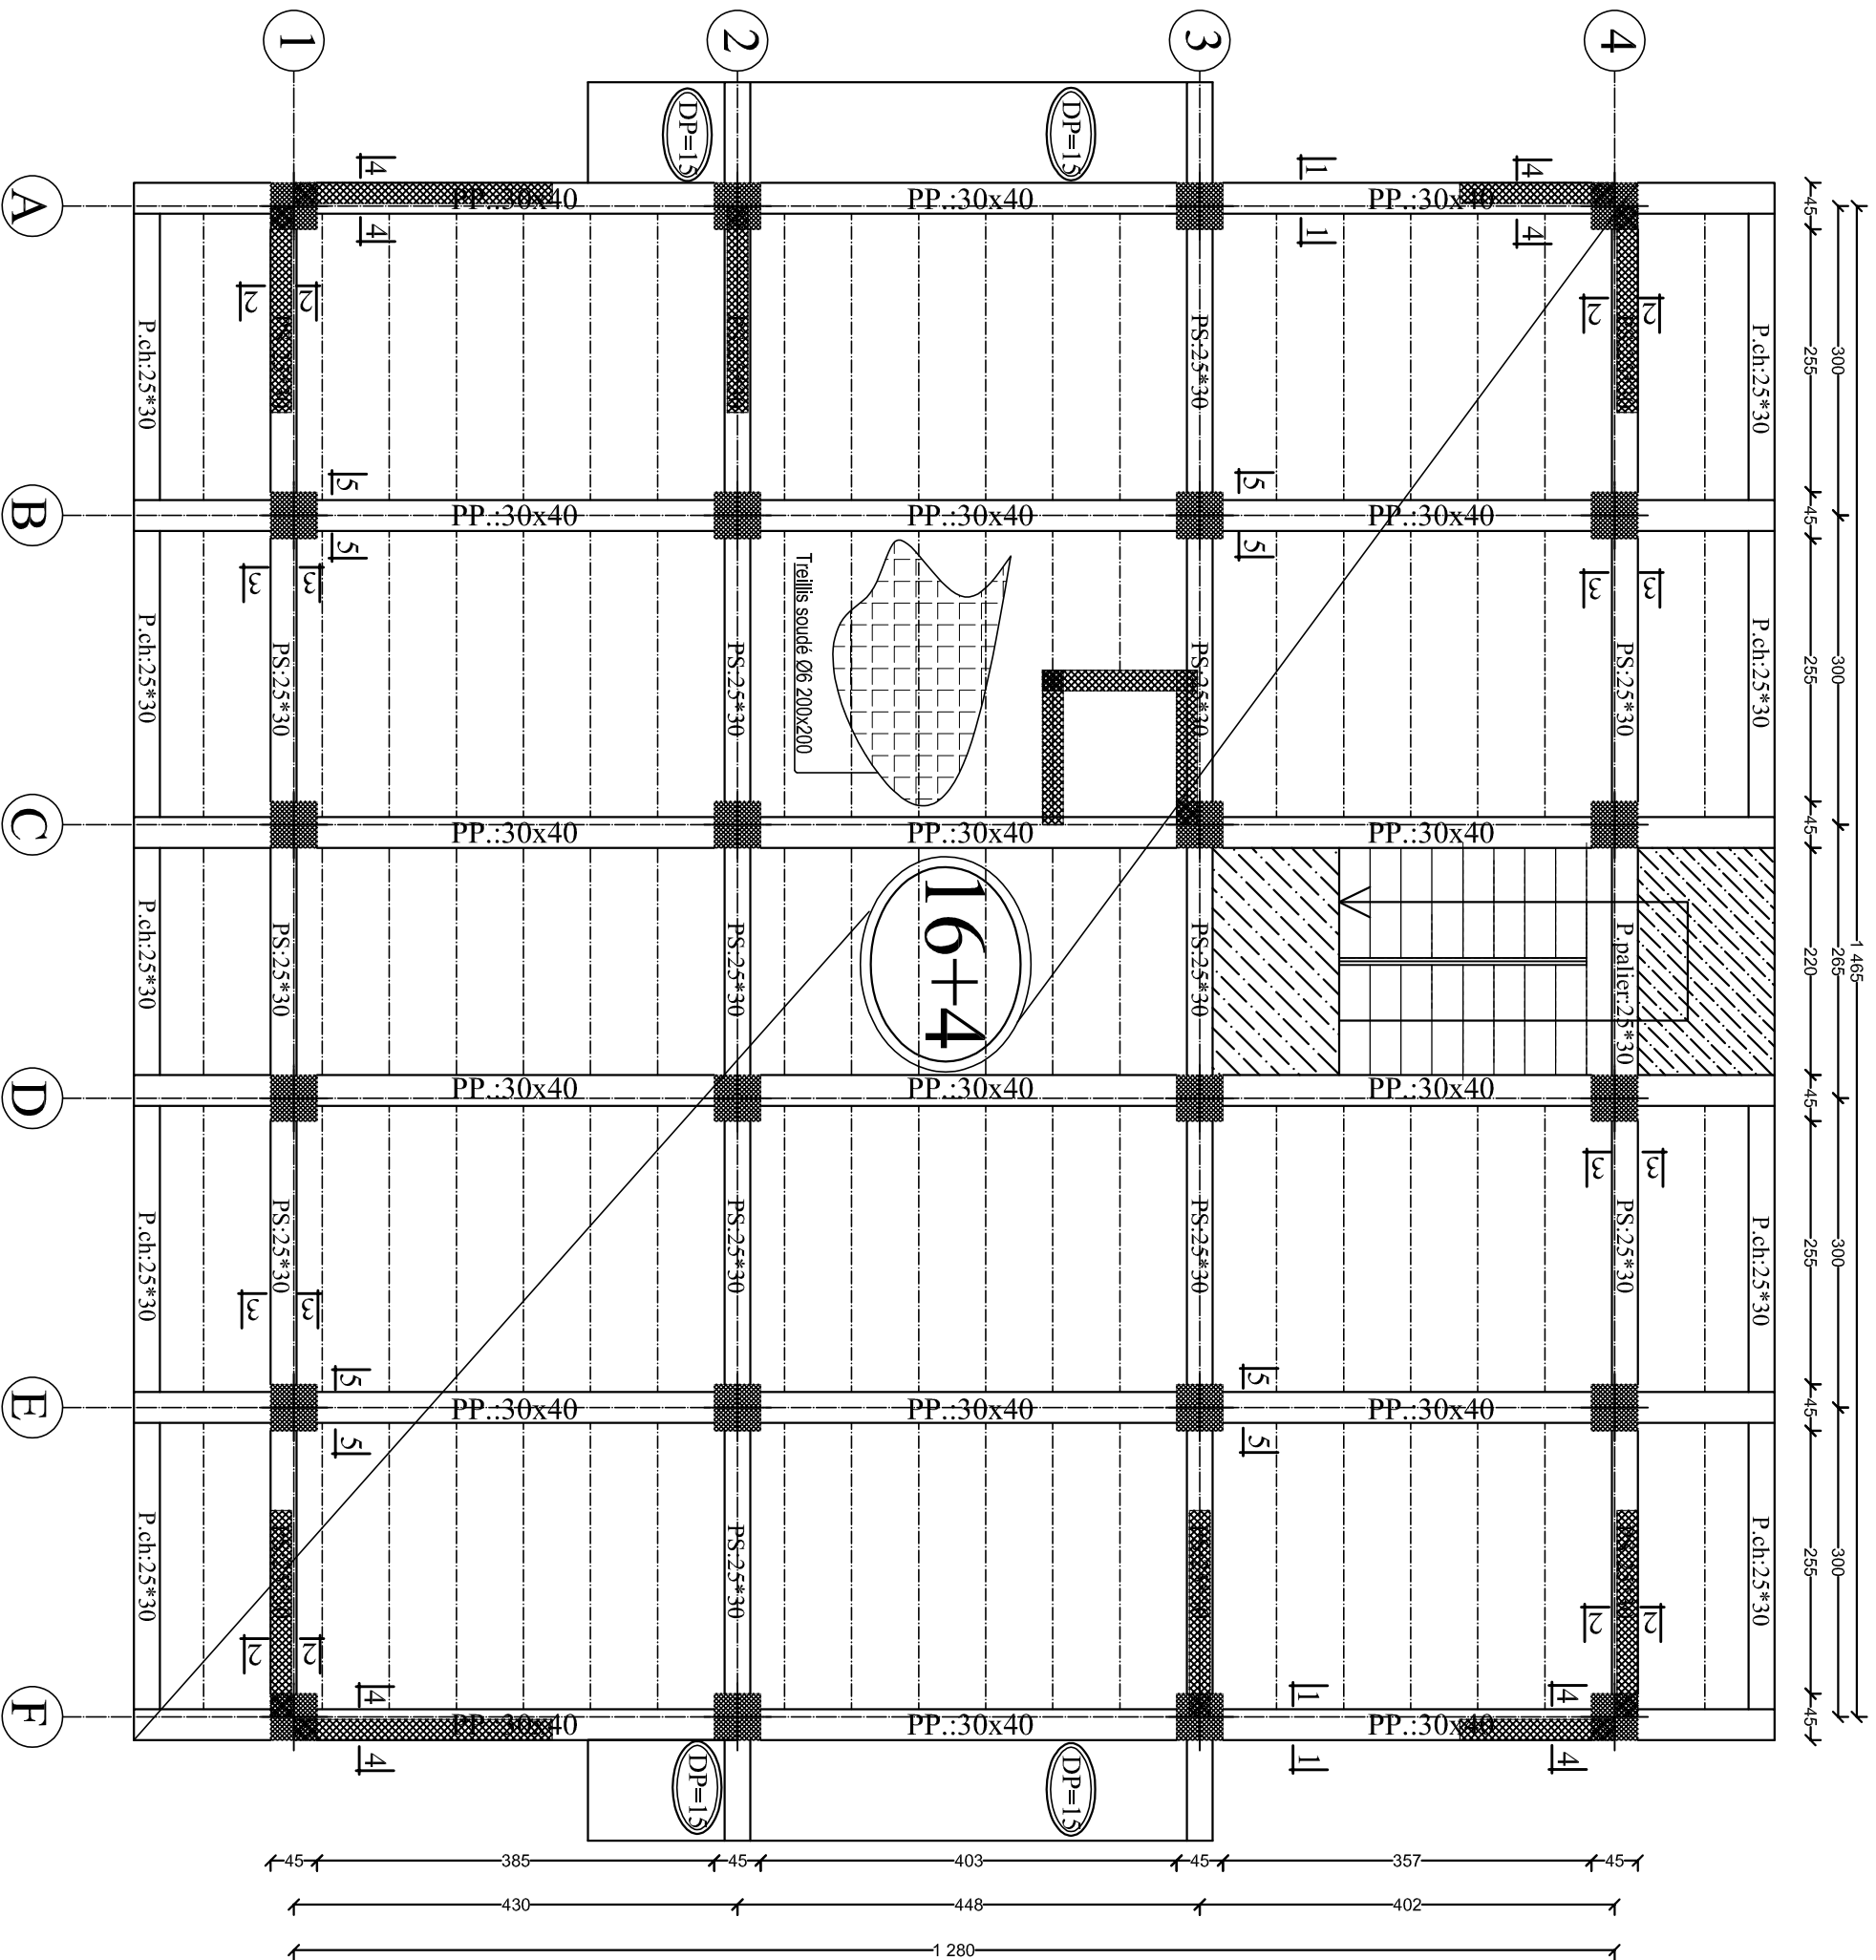 1 2 3 4
DP=15 DP=15
4 1 4
A PP.:30x40 PP.:30x40 PP.:30x40 45
4 1 4
2 2 2 2
P.ch:25*30 PS:25*30 P.ch:25*30 255 300
5 5
B PP.:30x40 PP.:30x40 PP.:30x40 45
5 5
3 3 3 3
Treillis soudé Ø6 200x200
P.ch:25*30 PS:25*30 PS:25*30 PS:25*30 PS:25*30 P.ch:25*30 255 300
C PP.:30x40 PP.:30x40 PP.:30x40 45
16+4
P.ch:25*30 PS:25*30 PS:25*30 PS:25*30 P.palier:25*30 220 265 1 465
D PP.:30x40 PP.:30x40 PP.:30x40 45
3 3
P.ch:25*30 PS:25*30 PS:25*30 PS:25*30 PS:25*30 P.ch:25*30 255 300
3 3
5 5
E PP.:30x40 PP.:30x40 PP.:30x40 45
5 5
P.ch:25*30 PS:25*30 P.ch:25*30 255 300
2 2 2 2
4 1 4
F PP.:30x40 PP.:30x40 PP.:30x40 45
4 1 4
DP=15 DP=15
45 385 45 403 45 357 45
430 448 402
1 280